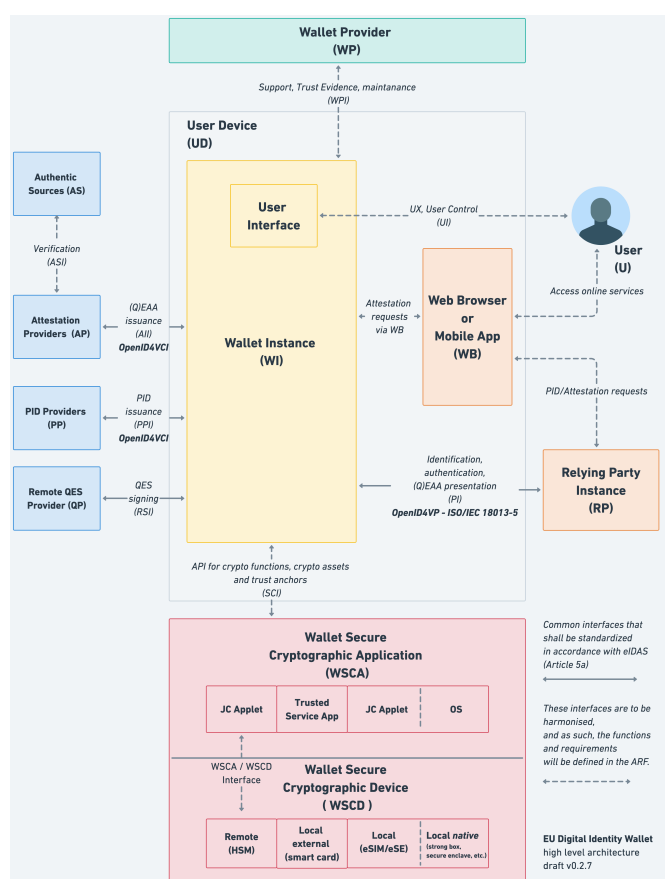 Wallet Provider
(WP)
Support, Trust Evidence, maintanance
(WPI)
User Device
(UD)
Authentic
Sources (AS)
Verification
(ASI)
Attestation
Providers (AP)
(Q)EAA
issuance
(AII)
OpenID4VCI
PID Providers
(PP)
PID
issuance
(PPI)
OpenID4VCI
Remote QES
Provider (QP)
QES
signing
(RSI)
User
Interface
Wallet Instance
(WI)
UX, User Control
(UI)
User
(U)
Access online services
Attestation
requests
via WB
Web Browser
or
Mobile App
(WB)
PID/Attestation requests
Identification,
authentication,
(Q)EAA presentation
(PI)
OpenID4VP - ISO/IEC 18013-5
Relying Party
Instance
(RP)
API for crypto functions, crypto assets
and trust anchors
(SCI)
Wallet Secure
Cryptographic Application
(WSCA)
JC Applet
Trusted
Service App
JC Applet
OS
WSCA / WSCD
Interface
Wallet Secure
Cryptographic Device
( WSCD )
Remote
(HSM)
Local
external
(smart card)
Local
(eSIM/eSE)
Local native
(strong box,
secure enclave, etc.)
Common interfaces that
shall be standardized
in accordance with eIDAS
(Article 5a)
These interfaces are to be
harmonised,
and as such, the functions
and requirements
will be defined in the ARF.
EU Digital Identity Wallet
high level architecture
draft v0.2.7